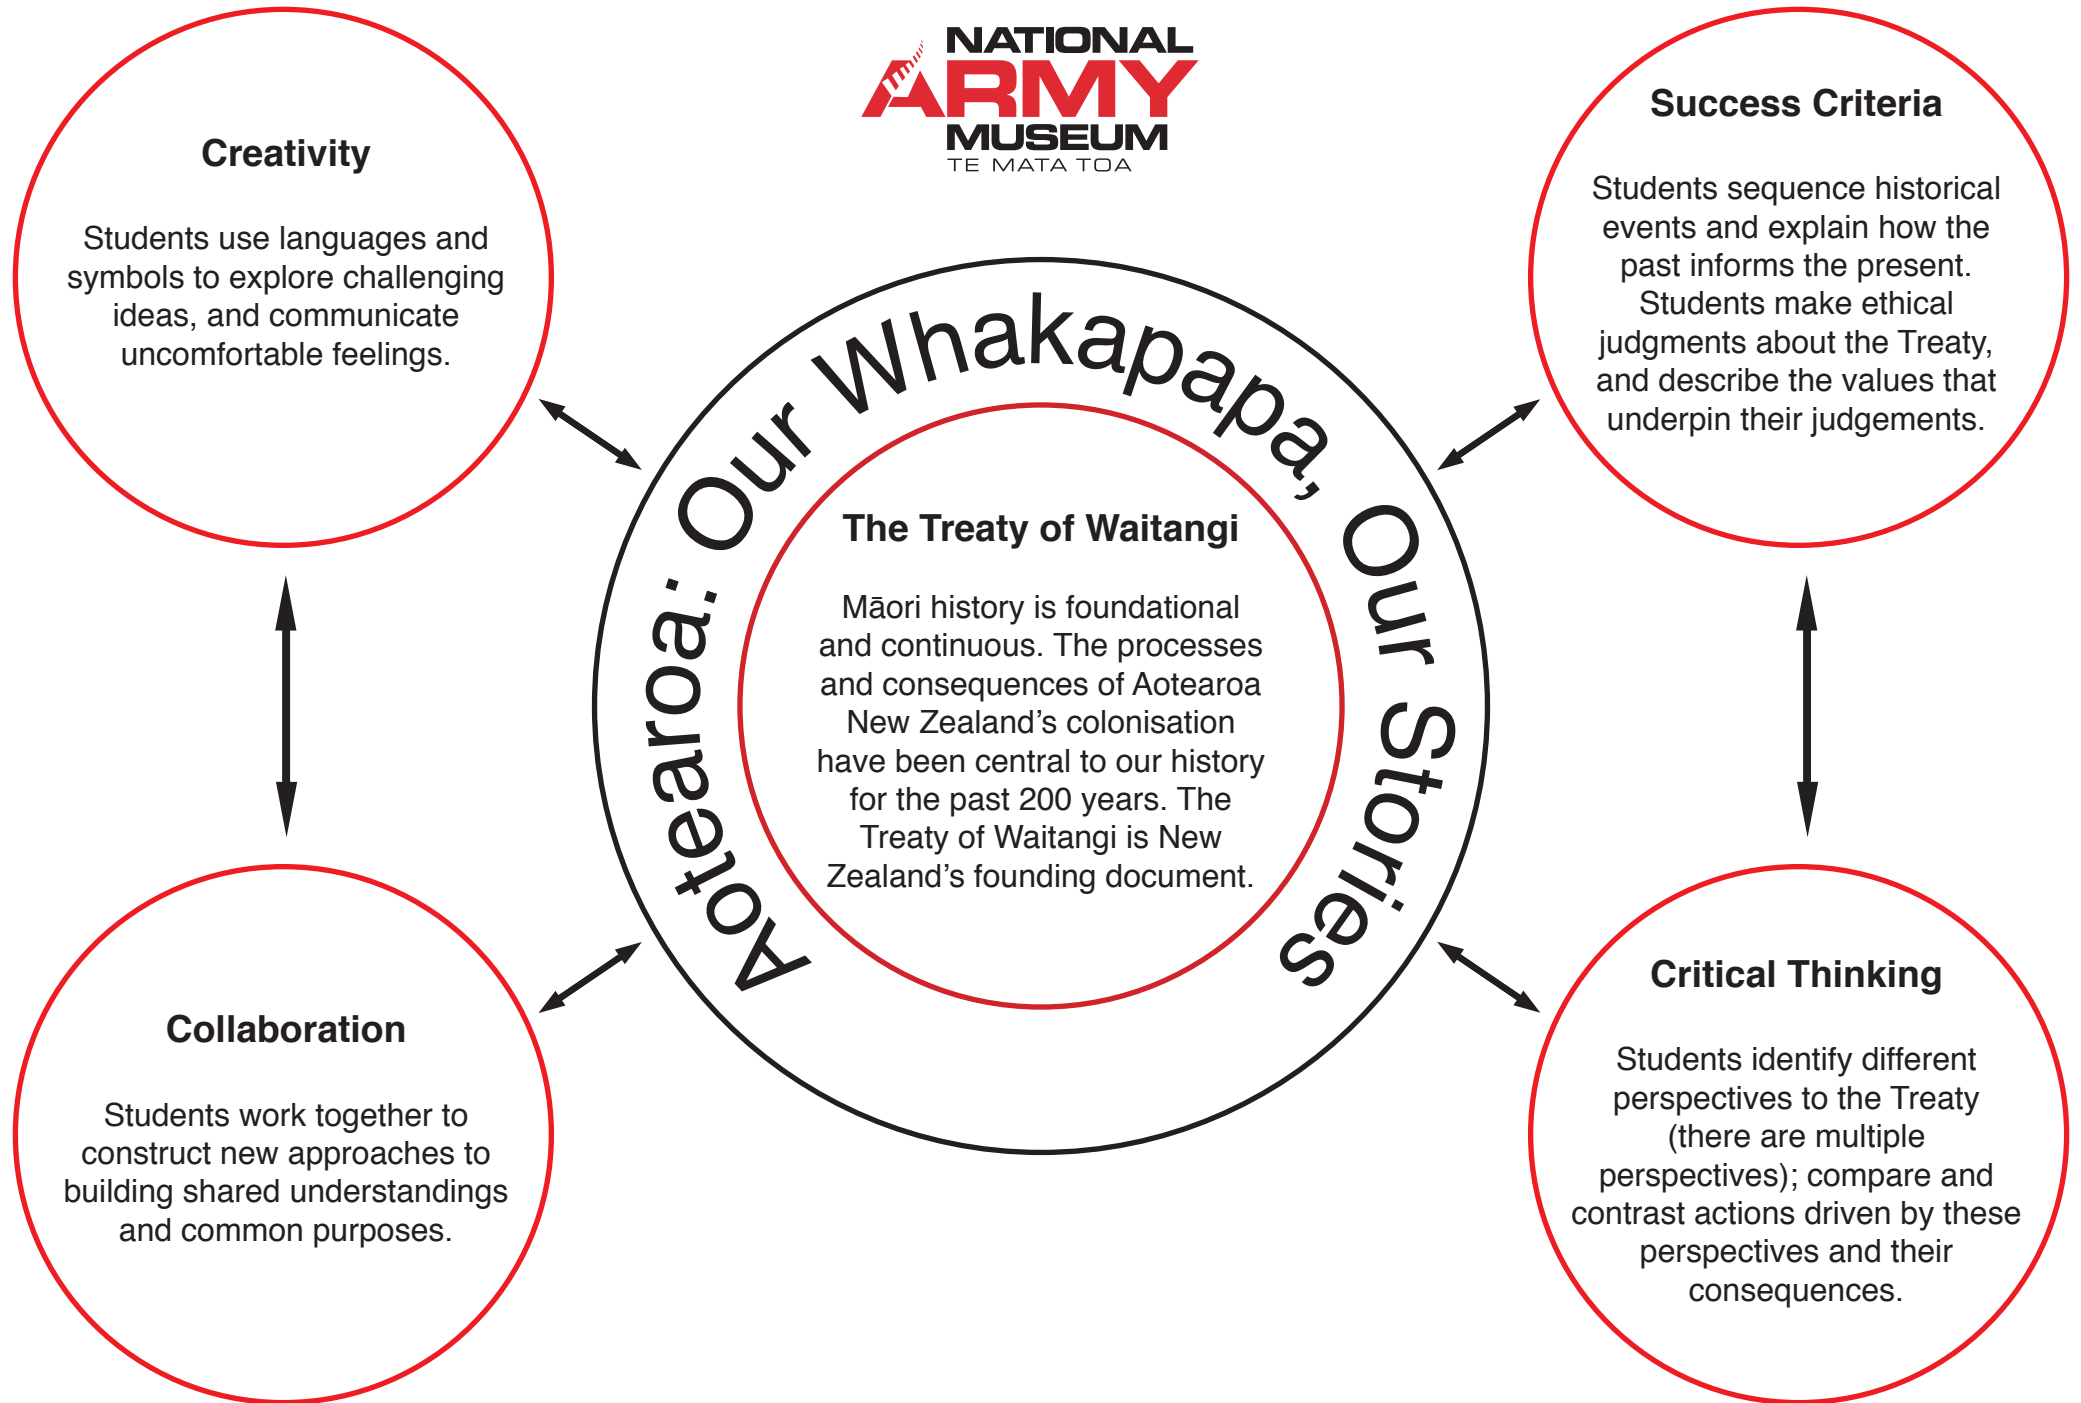 NATIONAL
ARMY
MUSEUM
TE MATA TOA
Creativity
Students use languages and
symbols to explore challenging
ideas, and communicate
uncomfortable feelings.
Success Criteria
Students sequence historical
events and explain how the
past informs the present.
Students make ethical
judgments about the Treaty,
and describe the values that
underpin their judgements.
Aotearoa: Our Whakapapa, Our Stories
The Treaty of Waitangi
Māori history is foundational
and continuous. The processes
and consequences of Aotearoa
New Zealand’s colonisation
have been central to our history
for the past 200 years. The
Treaty of Waitangi is New
Zealand’s founding document.
Collaboration
Students work together to
construct new approaches to
building shared understandings
and common purposes.
Critical Thinking
Students identify different
perspectives to the Treaty
(there are multiple
perspectives); compare and
contrast actions driven by these
perspectives and their
consequences.